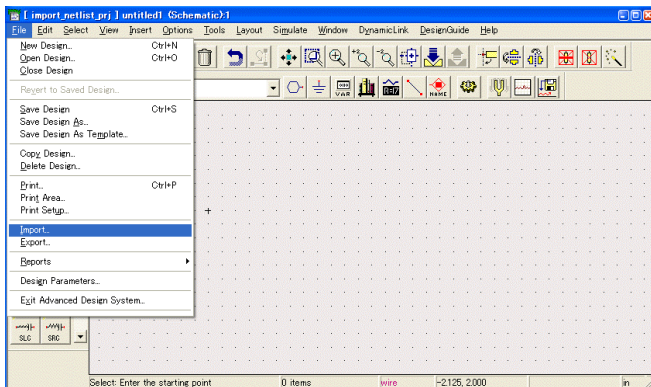 [ import_netlist_prj ] untitled1 (Schematic):1
File Edit Select View Insert Options Tools Layout Simulate Window DynamicLink DesignGuide Help
New Design... Ctrl+N
Open Design... Ctrl+O
Close Design
Revert to Saved Design...
Save Design Ctrl+S
Save Design As...
Save Design As Template...
Copy Design...
Delete Design...
Print... Ctrl+P
Print Area...
Print Setup...
Import...
Export...
Reports
Design Parameters...
Exit Advanced Design System...
VAR
NAME
SLC SRC
Select: Enter the starting point 0 items wire -2.125, 2.000 in